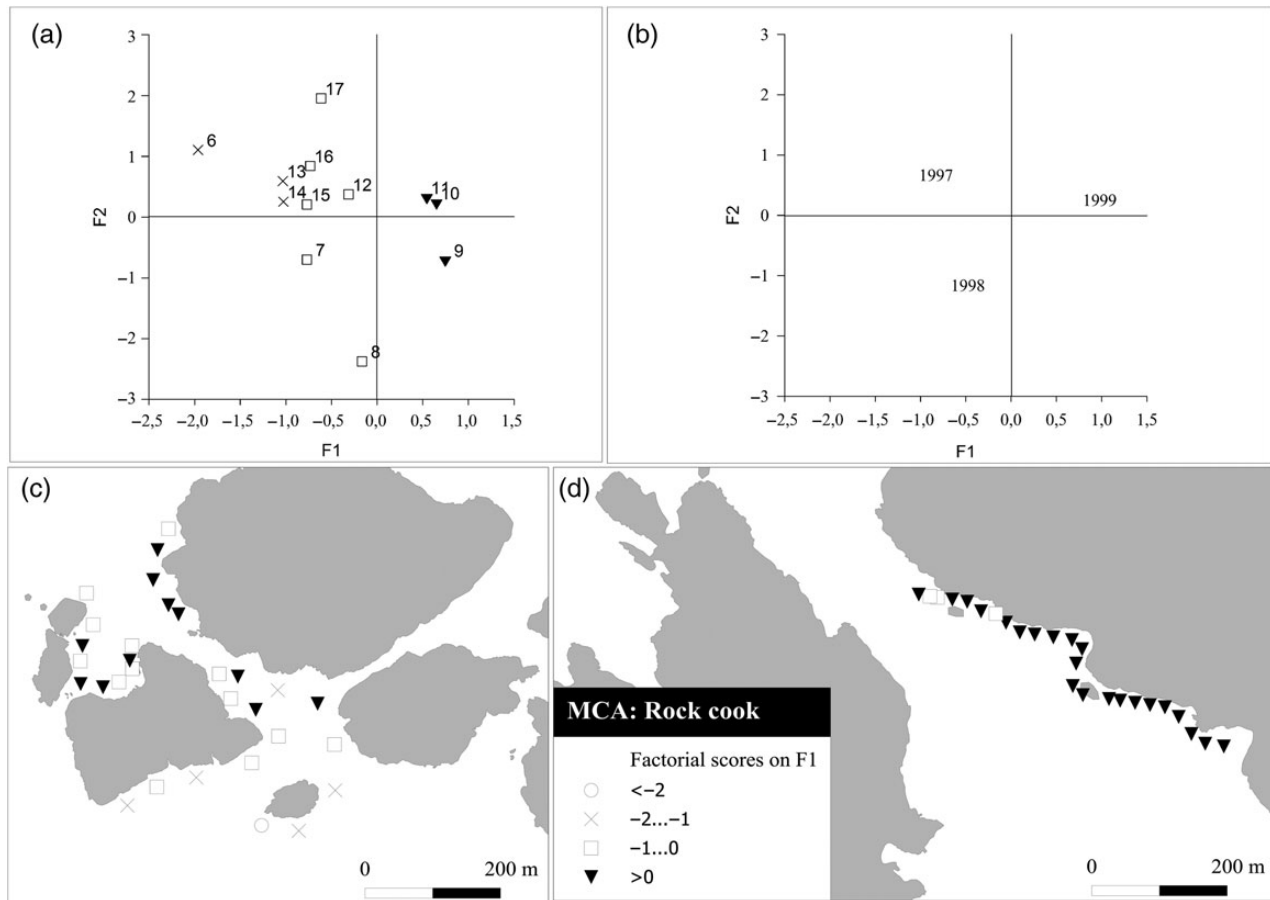 (a)
3
2
1
0
−1
−2
−3
F2
17
6
16
13
12
14
15
11
10
7
9
8
−2,5 −2,0 −1,5 −1,0 −0,5 0,0 0,5 1,0 1,5
F1
(b)
3
2
1
0
−1
−2
−3
F2
1997
1999
1998
−2,5 −2,0 −1,5 −1,0 −0,5 0,0 0,5 1,0 1,5
F1
(c)
0 200 m
(d)
MCA: Rock cook
Factorial scores on F1
<−2
−2...−1
−1...0
>0
0 200 m